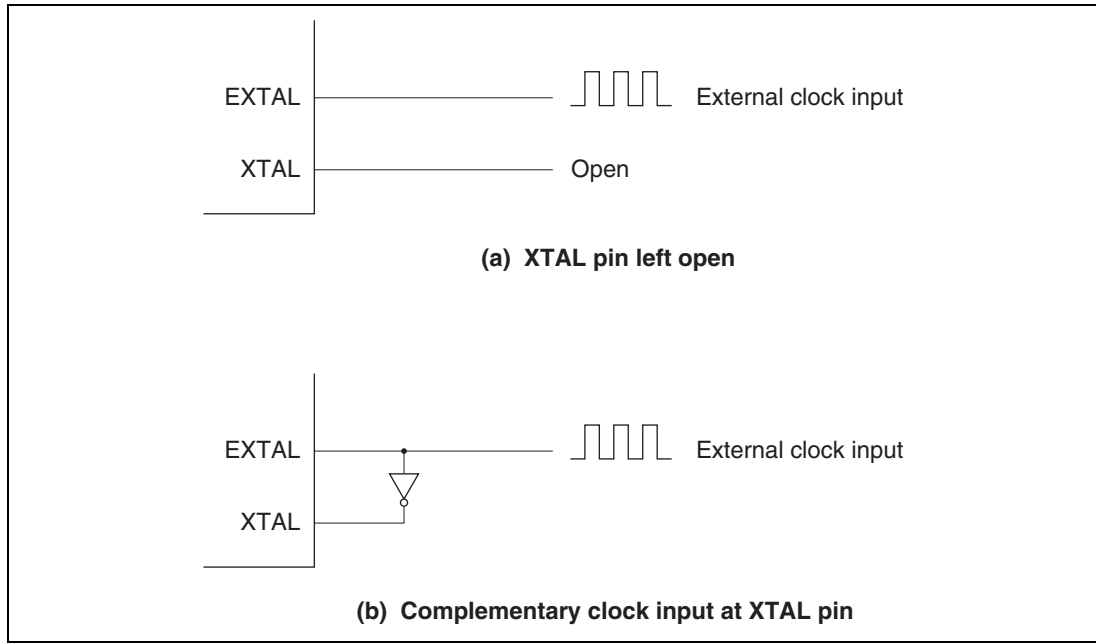 EXTAL External clock input
XTAL Open
(a) XTAL pin left open
EXTAL External clock input
XTAL
(b) Complementary clock input at XTAL pin